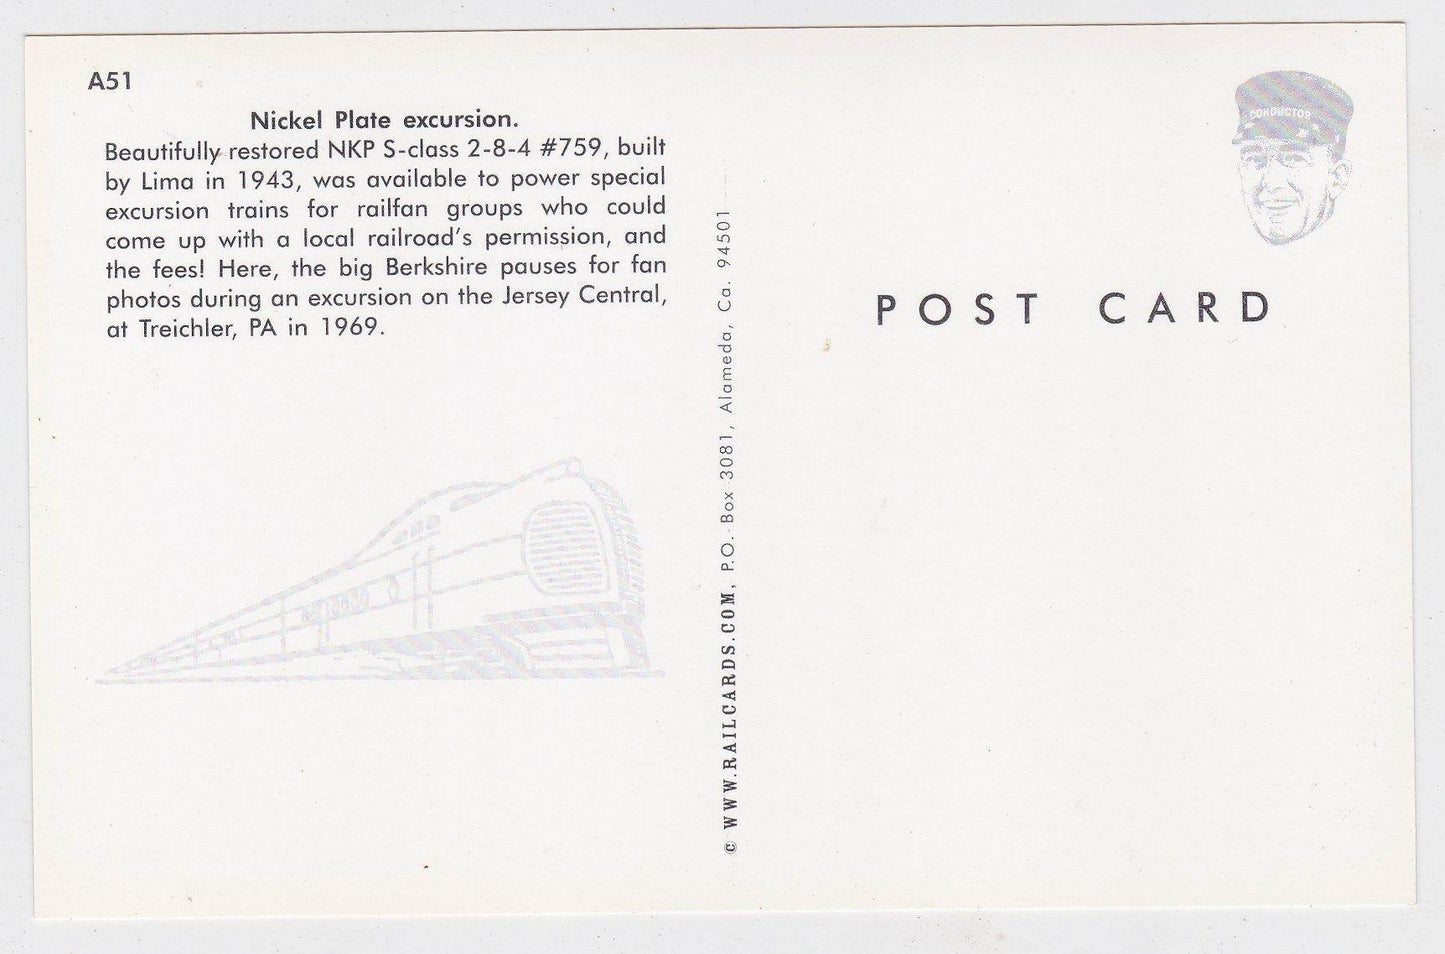 A51
Nickel Plate excursion.
Beautifully restored NKP S-class 2-8-4 #759, built
by Lima in 1943, was available to power special
excursion trains for railfan groups who could
come up with a local railroad's permission, and
the fees! Here, the big Berkshire pauses for fan
photos during an excursion on the Jersey Central,
at Treichler, PA in 1969.
© WWW.RAILCARDS.COM, P.O. Box 3081, Alameda, Ca. 94501
CONDUCTOR
POST CARD